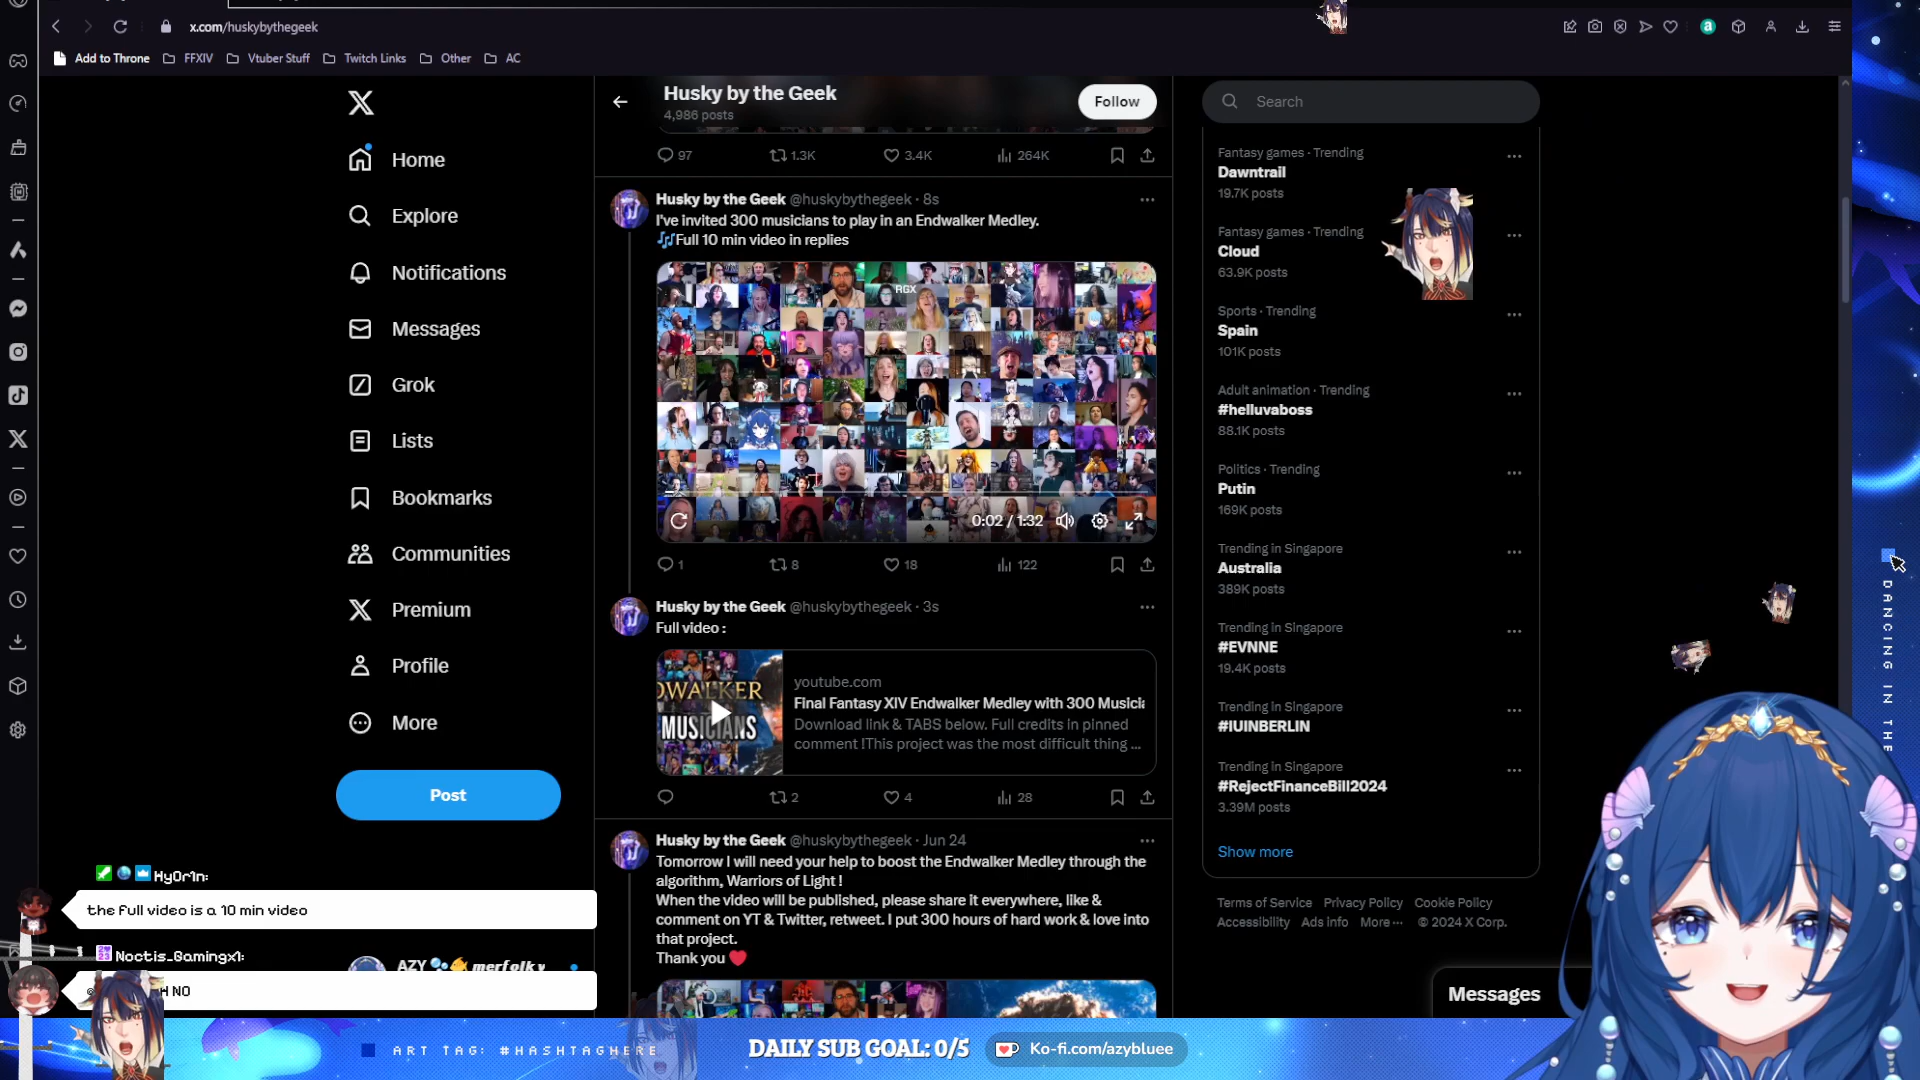 x.com/huskybythegeek
Add to Throne
FFXIV
Vtuber Stuff
Twitch Links
Other
AC
Home
Explore
Notifications
Messages
Grok
Lists
Bookmarks
Communities
Premium
Profile
More
Post
Husky by the Geek
4,986 posts
Follow
97
1.3K
3.4K
264K
Husky by the Geek @huskybythegeek · 8s
I've invited 300 musicians to play in an Endwalker Medley.
🎶Full 10 min video in replies
RGX
0:02 / 1:32
1
8
18
122
Husky by the Geek @huskybythegeek · 3s
Full video :
DWALKER
MUSICIANS
youtube.com
Final Fantasy XIV Endwalker Medley with 300 Musici
Download link & TABS below. Full credits in pinned
comment !This project was the most difficult thing ...
2
4
28
Husky by the Geek @huskybythegeek · Jun 24
Tomorrow I will need your help to boost the Endwalker Medley through the
algorithm, Warriors of Light !
When the video will be published, please share it everywhere, like &
comment on YT & Twitter, retweet. I put 300 hours of hard work & love into
that project.
Thank you ❤️
Search
Fantasy games · Trending
Dawntrail
19.7K posts
Fantasy games · Trending
Cloud
63.9K posts
Sports · Trending
Spain
101K posts
Adult animation · Trending
#helluvaboss
88.1K posts
Politics · Trending
Putin
169K posts
Trending in Singapore
Australia
389K posts
Trending in Singapore
#EVNNE
19.4K posts
Trending in Singapore
#IUINBERLIN
Trending in Singapore
#RejectFinanceBill2024
3.39M posts
Show more
Terms of Service Privacy Policy Cookie Policy
Accessibility Ads info More ··· © 2024 X Corp.
Messages
Hy0r1n:
the full video is a 10 min video
Noctis_Gamingx1:
NO
AZY merfolk
DANCING IN THE
ART TAG: #HASHTAGHERE
DAILY SUB GOAL: 0/5
Ko-fi.com/azybluee